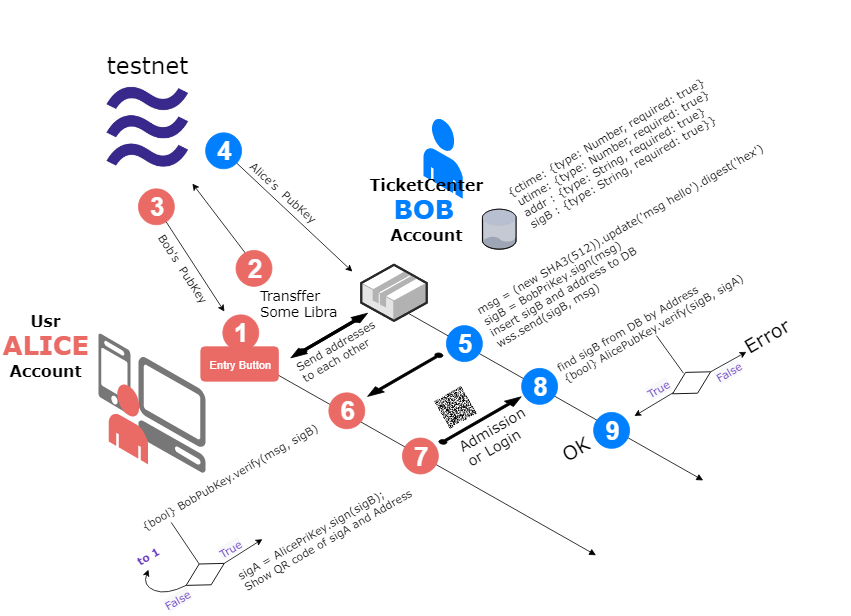 testnet
4
Alice's PubKey
3
Bob's PubKey
2
Transffer
Some Libra
TicketCenter
BOB
Account
{ctime: {type: Number, required: true}
utime: {type: Number, required: true}
addr : {type: String, required: true}
sigB : {type: String, required: true}}
Usr
ALICE
Account
1
Entry Button
Send addresses
to each other
msg = (new SHA3(512)).update('msg hello').digest('hex')
sigB = BobPriKey.sign(msg)
insert sigB and address to DB
wss.send(sigB, msg)
5
6
{bool} BobPubKey.verify(msg, sigB)
to 1
True
False
sigA = AlicePriKey.sign(sigB);
Show QR code of sigA and Address
7
Admission
or Login
8
find sigB from DB by Address
{bool} AlicePubKey.verify(sigB, sigA)
True
False
Error
9
OK